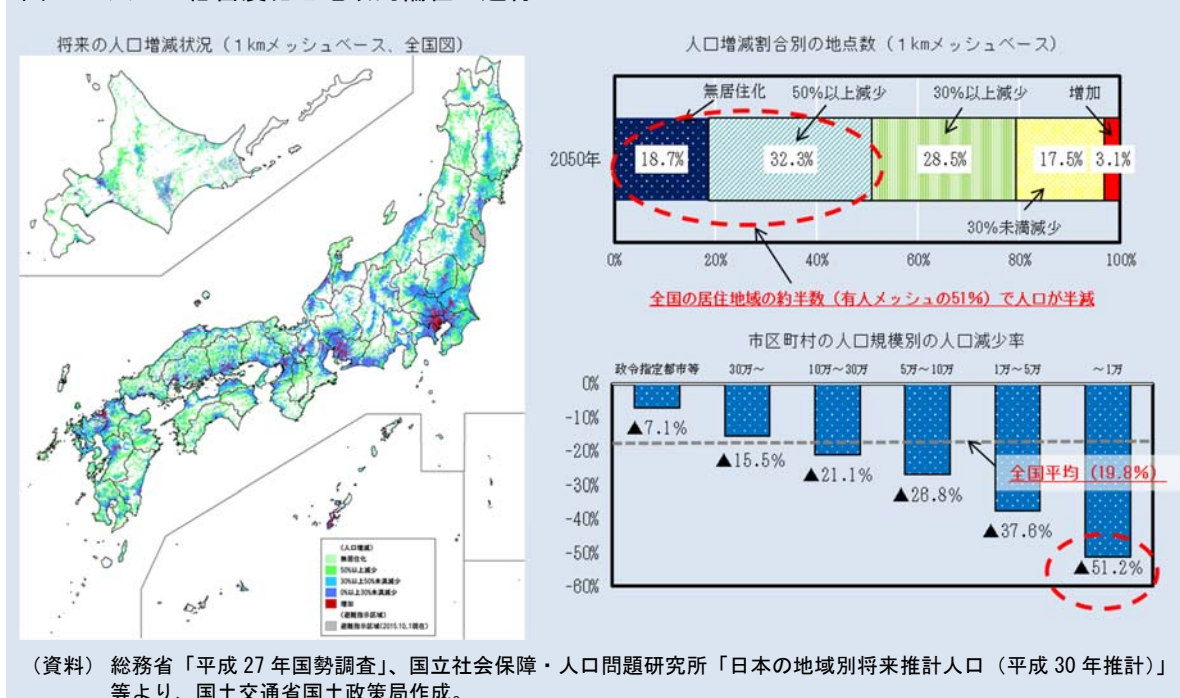 将来の人口増減状況（１kmメッシュベース、全国図）
（人口増減）
無居住化
50%以上減少
30%以上50%未満減少
0%以上30%未満減少
増加
（避難指示区域）
避難指示区域(2015.10.1現在)
人口増減割合別の地点数（１kmメッシュベース）
無居住化 50%以上減少 30%以上減少 増加
2050年 18.7% 32.3% 28.5% 17.5% 3.1%
30%未満減少
0% 20% 40% 60% 80% 100%
全国の居住地域の約半数（有人メッシュの51%）で人口が半減
市区町村の人口規模別の人口減少率
政令指定都市等 30万～ 10万～30万 5万～10万 1万～5万 ～1万
0%
-10%
-20%
-30%
-40%
-50%
-60%
▲7.1%
▲15.5%
▲21.1%
▲26.8%
▲37.6%
▲51.2%
全国平均（19.8%）
（資料） 総務省「平成 27 年国勢調査」、国立社会保障・人口問題研究所「日本の地域別将来推計人口（平成 30 年推計）」
等より、国土交通省国土政策局作成。